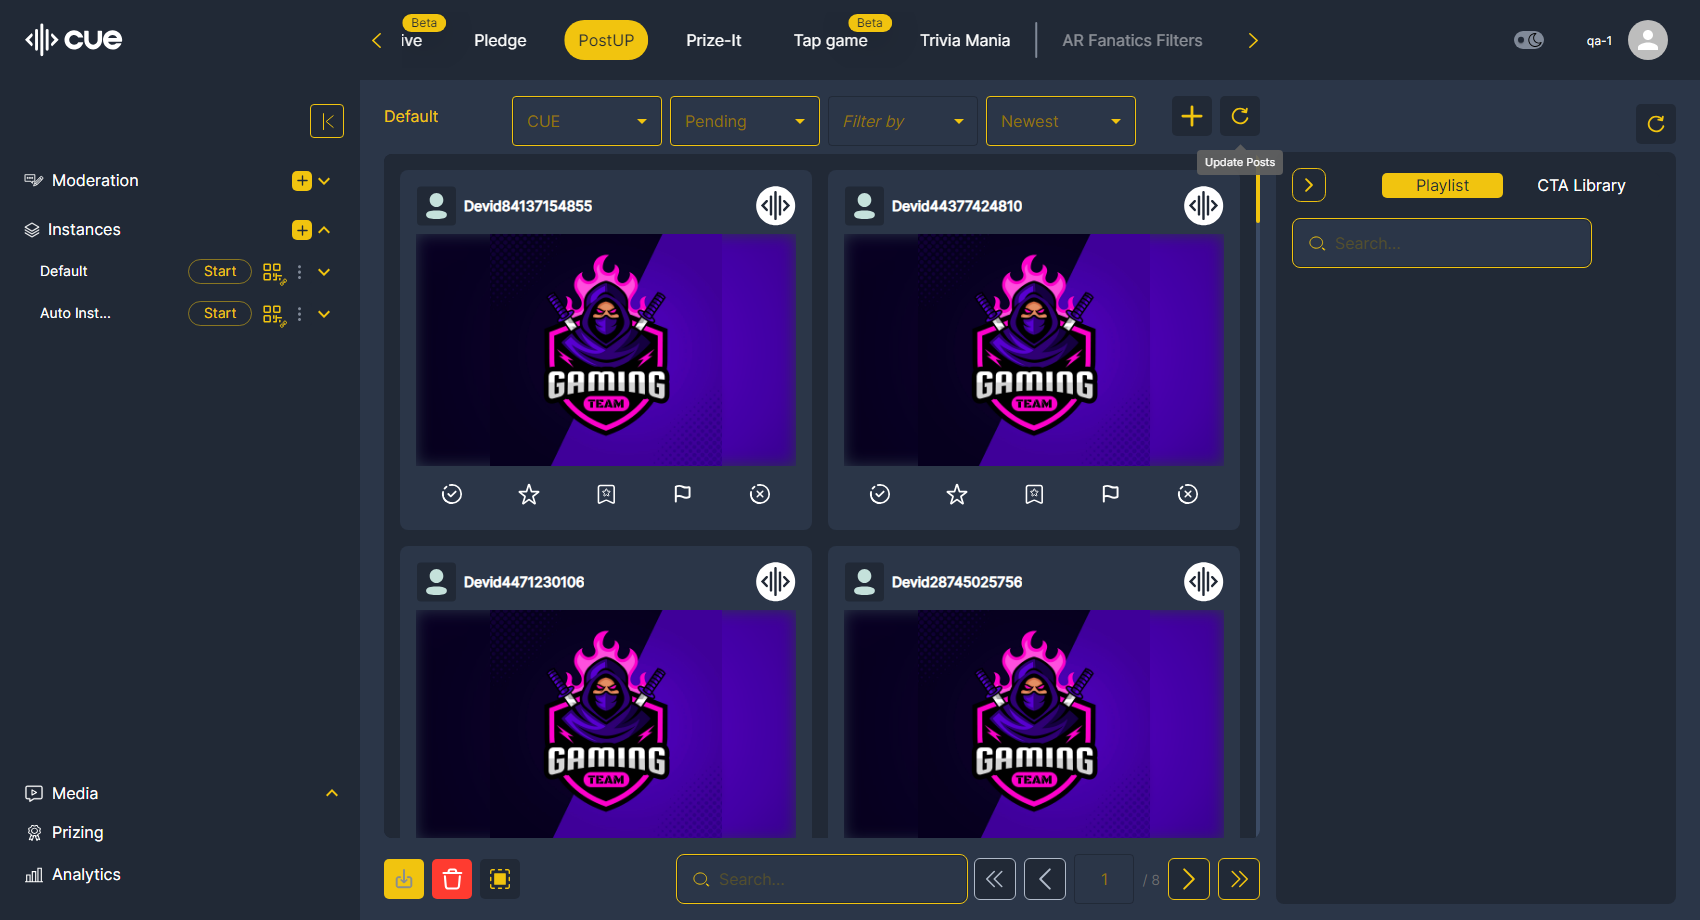 cue
Beta
ive
Pledge
PostUP
Prize-It
Beta
Tap game
Trivia Mania
AR Fanatics Filters
qa-1
Default
CUE
Pending
Filter by
Newest
Update Posts
Moderation
Instances
Default
Start
Auto Inst...
Start
Devid84137154855
GAMING
TEAM
Devid44377424810
GAMING
TEAM
Devid4471230106
GAMING
TEAM
Devid28745025756
GAMING
TEAM
Playlist
CTA Library
Search...
Media
Prizing
Analytics
Search...
1
/ 8